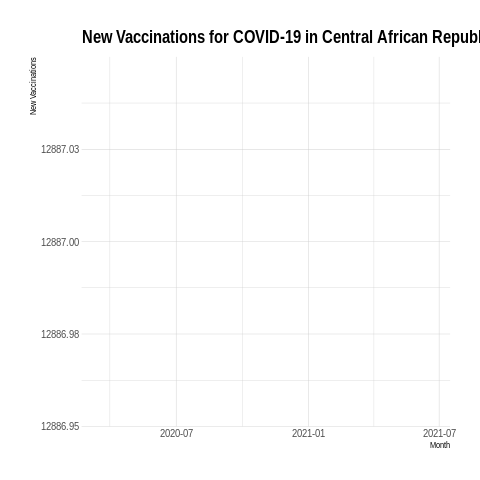 New Vaccinations for COVID-19 in Central African Republ
New Vaccinations
12887.03
12887.00
12886.98
12886.95
2020-07
2021-01
2021-07
Month